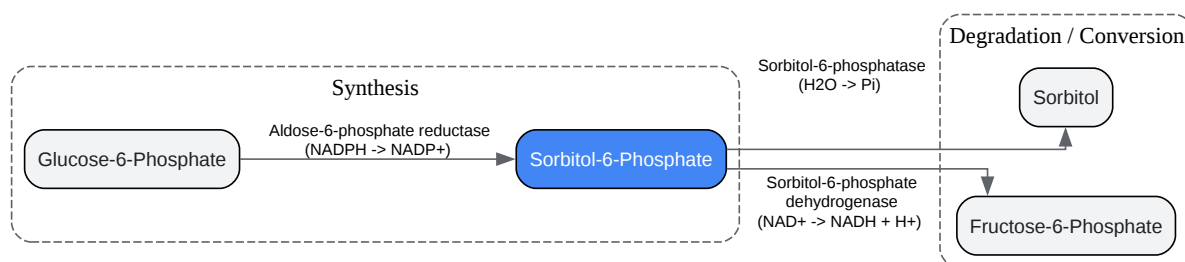 Degradation / Conversion
Sorbitol-6-phosphatase
(H2O -> Pi)
Synthesis
Sorbitol
Aldose-6-phosphate reductase
(NADPH -> NADP+)
Glucose-6-Phosphate
Sorbitol-6-Phosphate
Sorbitol-6-phosphate
dehydrogenase
(NAD+ -> NADH + H+)
Fructose-6-Phosphate